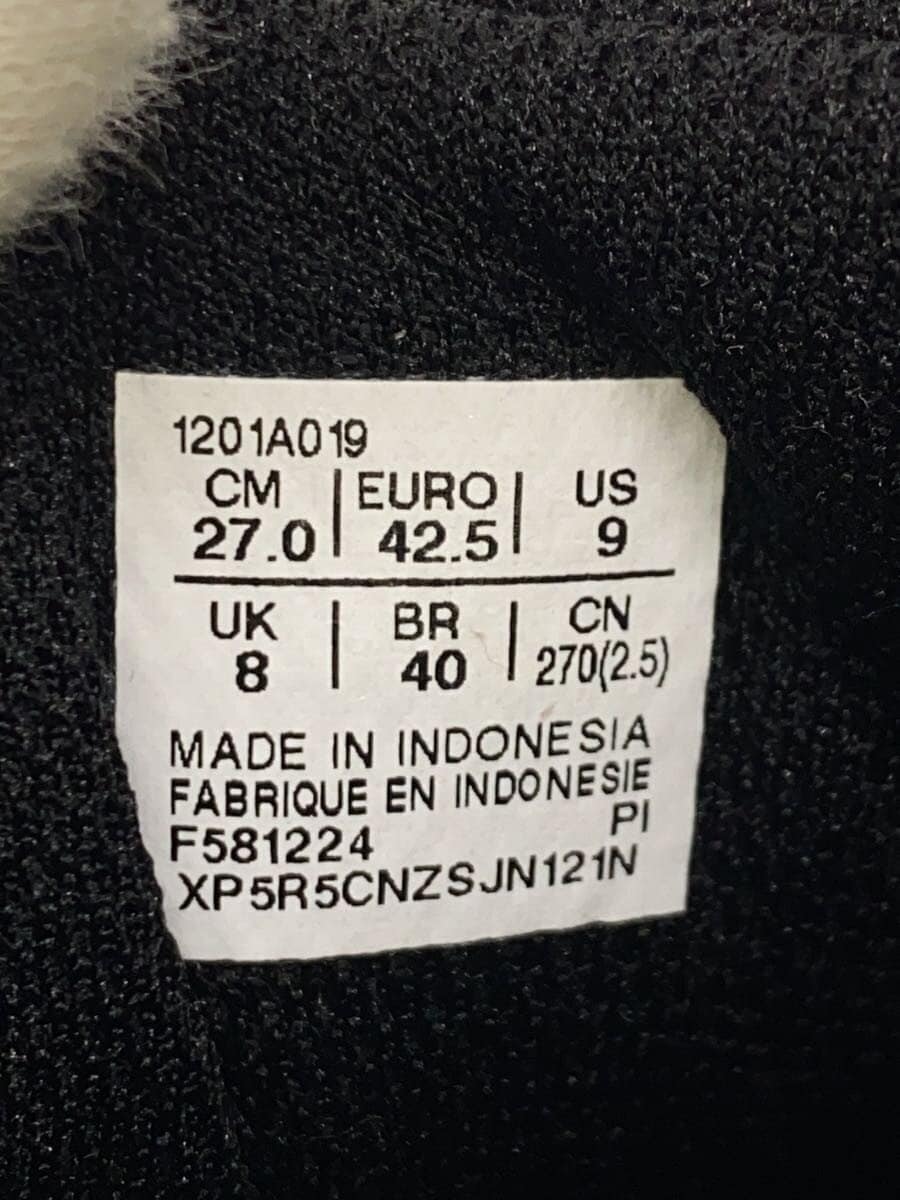 1201A019
CM | EURO | US
27.0 | 42.5 | 9
UK | BR | CN
8 | 40 | 270(2.5)
MADE IN INDONESIA
FABRIQUE EN INDONESIE
PI
F581224
XP5R5CNZSJN121N